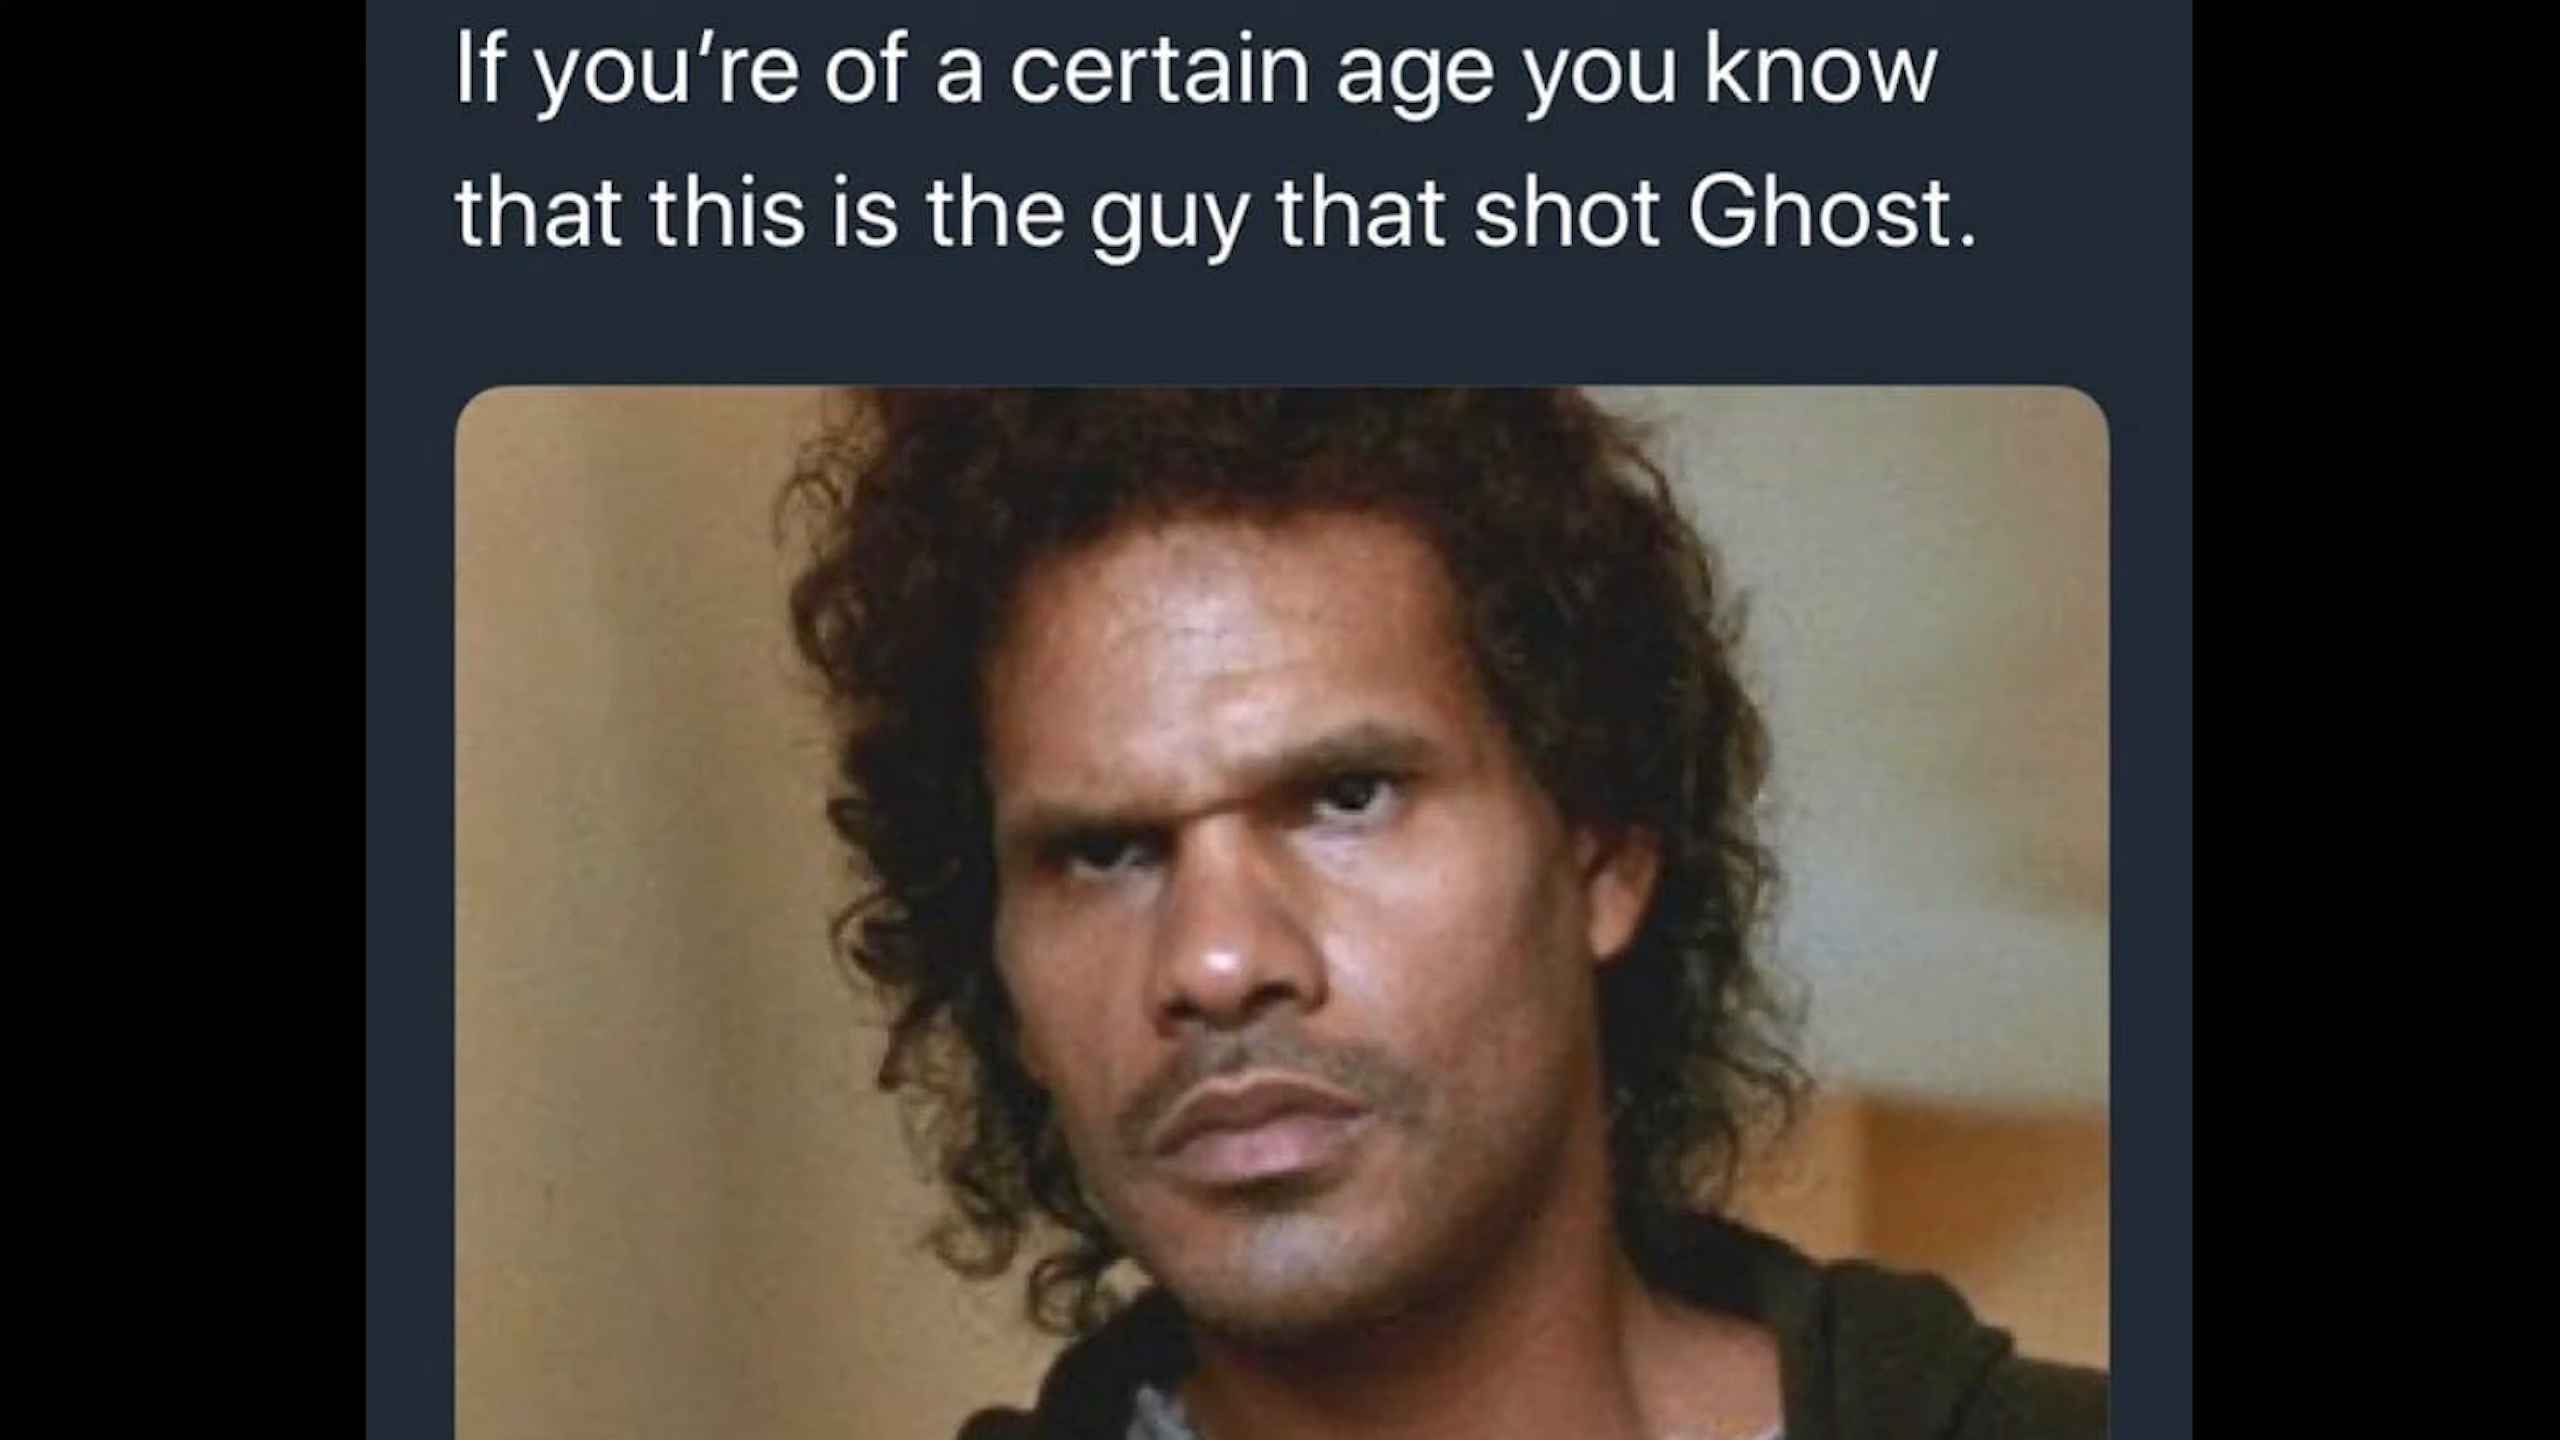 If you’re of a certain age you know
that this is the guy that shot Ghost.